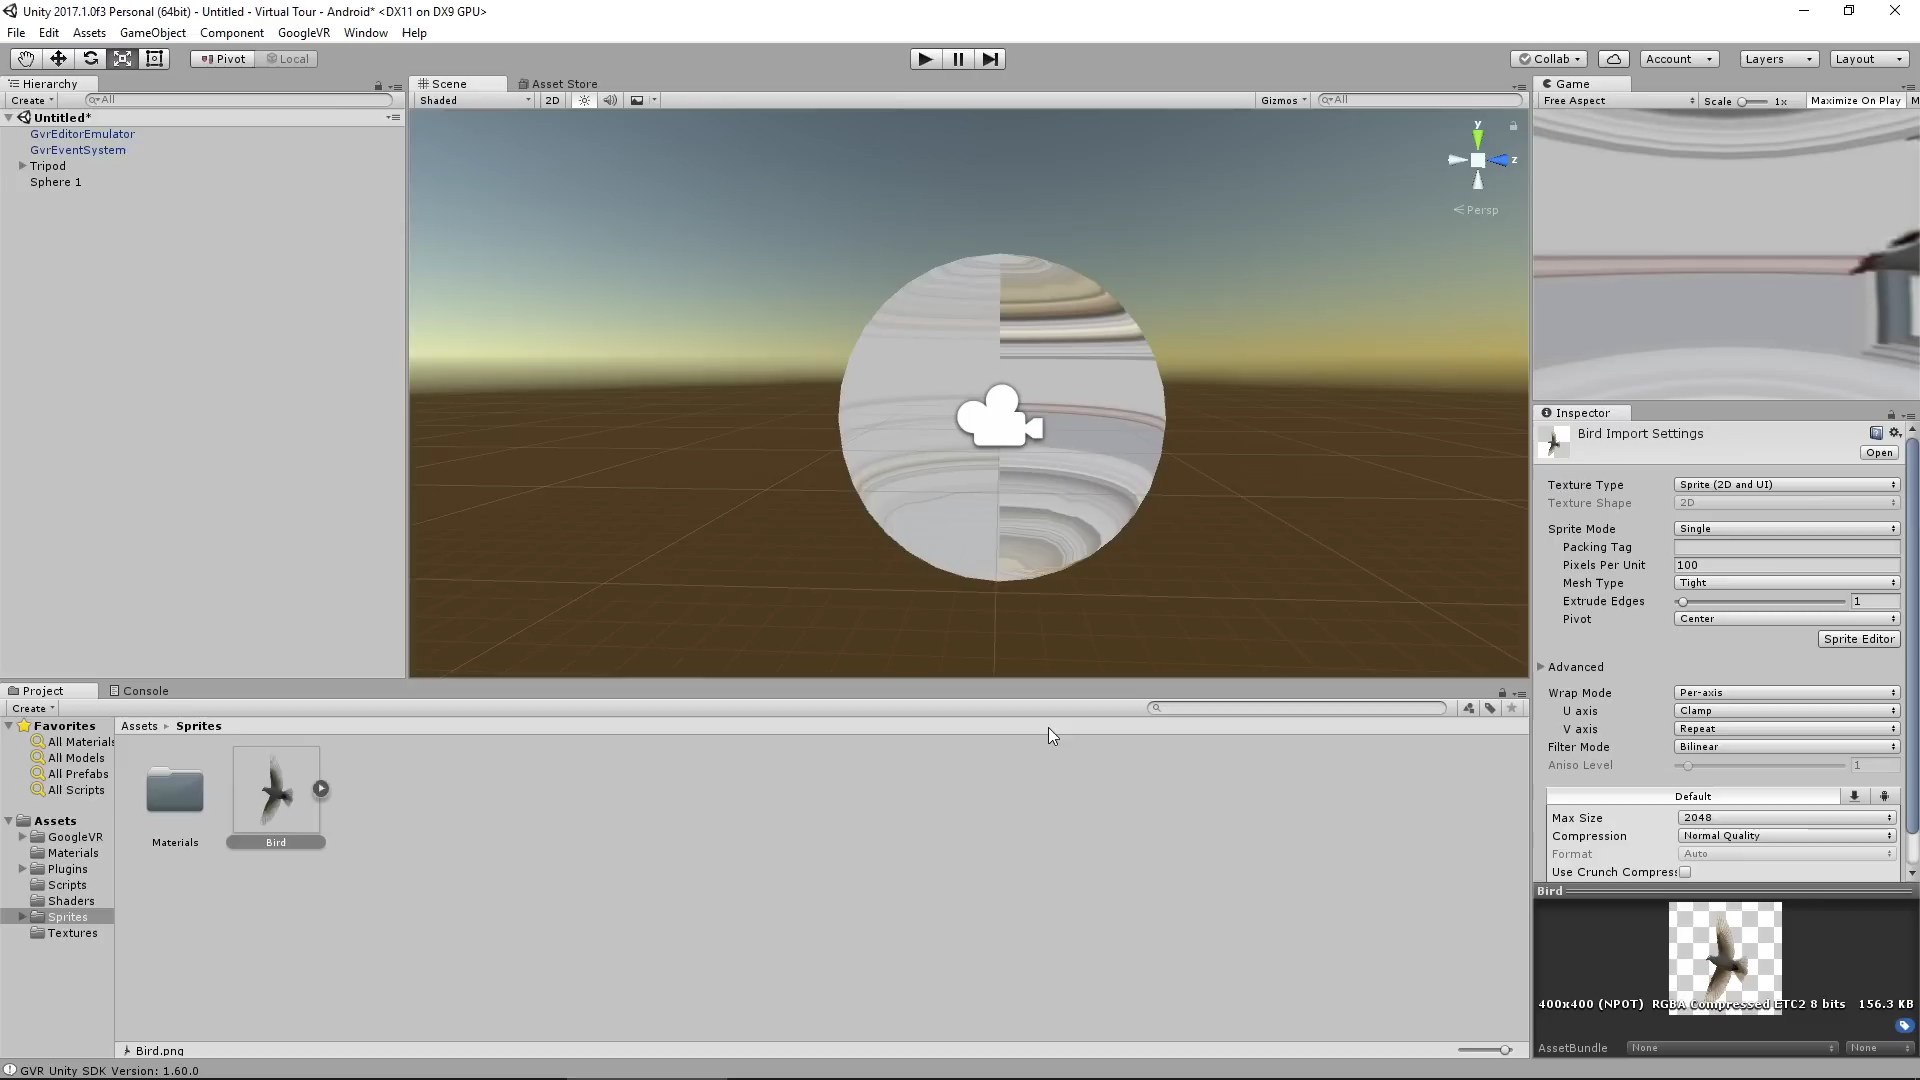 Unity 2017.1.0f3 Personal (64bit) - Untitled - Virtual Tour - Android* <DX11 on DX9 GPU>
File Edit Assets GameObject Component GoogleVR Window Help
Pivot Local Collab Account Layers Layout
Hierarchy
Create All
Untitled*
GvrEditorEmulator
GvrEventSystem
Tripod
Sphere 1
Scene Asset Store
Shaded 2D Gizmos All
y
z
Persp
Game
Free Aspect Scale 1x Maximize On Play M
Inspector
Bird Import Settings
Open
Texture Type Sprite (2D and UI)
Texture Shape 2D
Sprite Mode Single
Packing Tag
Pixels Per Unit 100
Mesh Type Tight
Extrude Edges 1
Pivot Center
Sprite Editor
Advanced
Wrap Mode Per-axis
U axis Clamp
V axis Repeat
Filter Mode Bilinear
Aniso Level 1
Default
Max Size 2048
Compression Normal Quality
Format Auto
Use Crunch Compress
Bird
400x400 (NPOT) RGBA Compressed ETC2 8 bits 156.3 KB
AssetBundle None None
Project Console
Create
Favorites
All Materials
All Models
All Prefabs
All Scripts
Assets
GoogleVR
Materials
Plugins
Scripts
Shaders
Sprites
Textures
Assets Sprites
Materials
Bird
Bird.png
GVR Unity SDK Version: 1.60.0